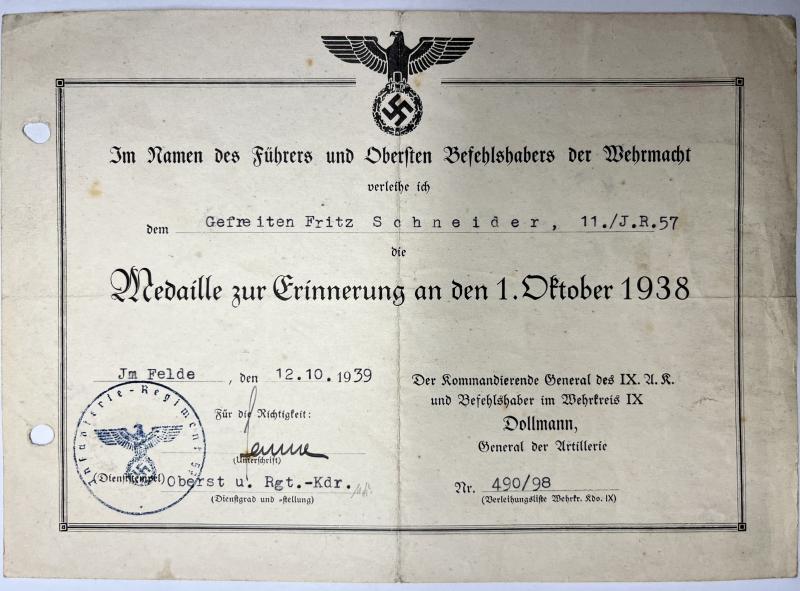 Im Namen des Führers und Obersten Befehlshabers der Wehrmacht
verleihe ich
dem Gefreiten Fritz Schneider, 11./J.R.57
die
Medaille zur Erinnerung an den 1. Oktober 1938
Jm Felde, den 12.10.1939
Für die Richtigkeit:
(Unterschrift)
(Dienststempel) Oberst u. Rgt.-Kdr.
(Dienstgrad und -stellung)
Infanterie-Regiment
Der Kommandierende General des IX. A. K.
und Befehlshaber im Wehrkreis IX
Dollmann,
General der Artillerie
Nr. 490/98
(Verleihungsliste Wehrkr. Kdo. IX)